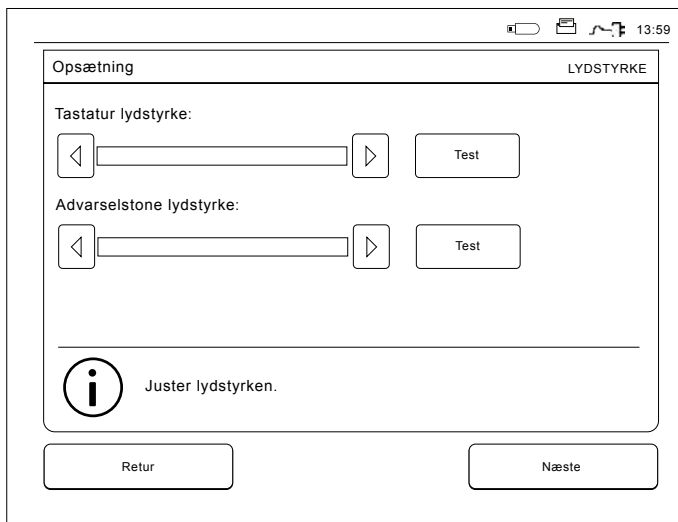 13:59
Opsætning LYDSTYRKE
Tastatur lydstyrke:
Test
Advarselstone lydstyrke:
Test
Juster lydstyrken.
Retur Næste